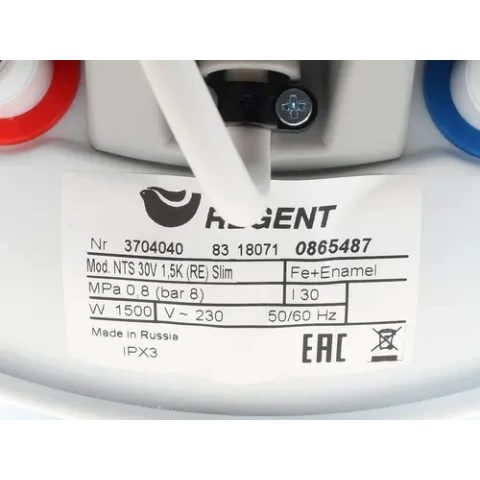 REGENT
Nr 3704040 83 18071 0865487
Mod. NTS 30V 1,5K (RE) Slim Fe+Enamel
MPa 0,8 (bar 8) l 30
W 1500 V ~ 230 50/60 Hz
Made in Russia
IPX3
EAC